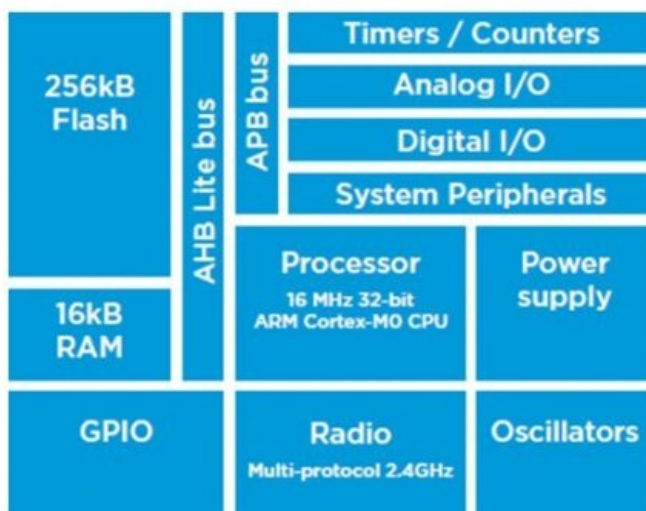 256kB
Flash
16kB
RAM
AHB Lite bus
APB bus
Timers / Counters
Analog I/O
Digital I/O
System Peripherals
Processor
16 MHz 32-bit
ARM Cortex-M0 CPU
Power
supply
GPIO
Radio
Multi-protocol 2.4GHz
Oscillators